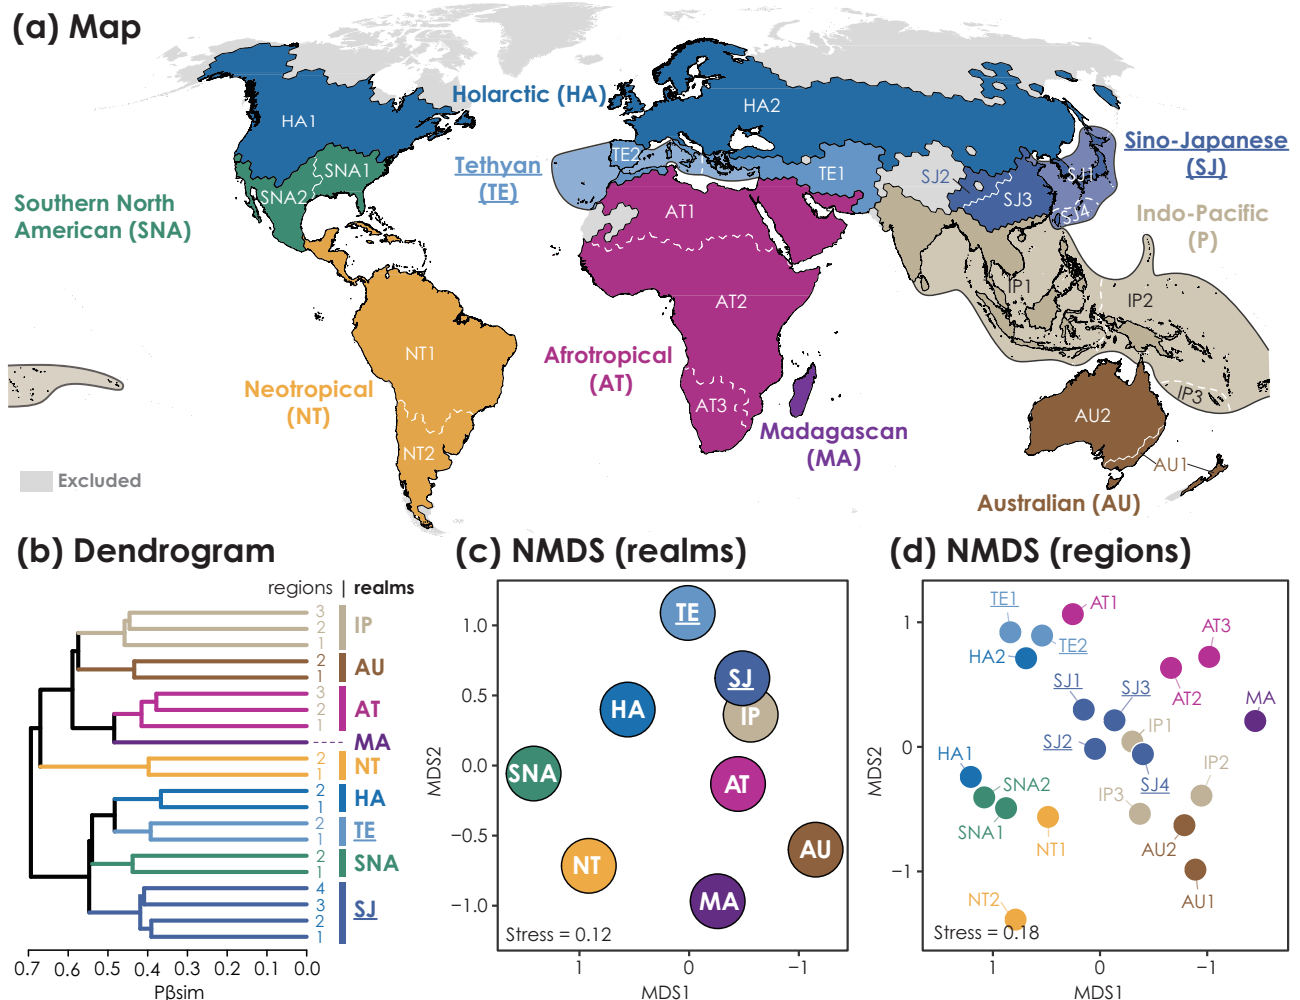 (a) Map
Holarctic (HA)
HA1
HA2
Sino-Japanese
(SJ)
Tethyan
(TE)
TE2
TE1
SJ2
SJ1
SJ3
SJ4
SNA1
SNA2
Southern North
American (SNA)
Indo-Pacific
(P)
AT1
AT2
AT3
IP1
IP2
IP3
NT1
NT2
Neotropical
(NT)
Afrotropical
(AT)
Madagascan
(MA)
AU2
AU1
Australian (AU)
Excluded
(b) Dendrogram
regions | realms
3
2
1
IP
2
1
AU
3
2
1
AT
MA
2
1
NT
2
1
HA
2
1
TE
2
1
SNA
4
3
2
1
SJ
0.7 0.6 0.5 0.4 0.3 0.2 0.1 0.0
Pβsim
(c) NMDS (realms)
MDS2
1.0
0.5
0.0
−0.5
−1.0
TE
SJ
HA
IP
SNA
AT
NT
AU
MA
Stress = 0.12
1 0 −1
MDS1
(d) NMDS (regions)
MDS2
1
0
−1
TE1
AT1
TE2
HA2
AT3
AT2
SJ1
SJ3
MA
IP1
SJ2
SJ4
HA1
SNA2
SNA1
IP2
IP3
NT1
AU2
AU1
NT2
Stress = 0.18
1 0 −1
MDS1